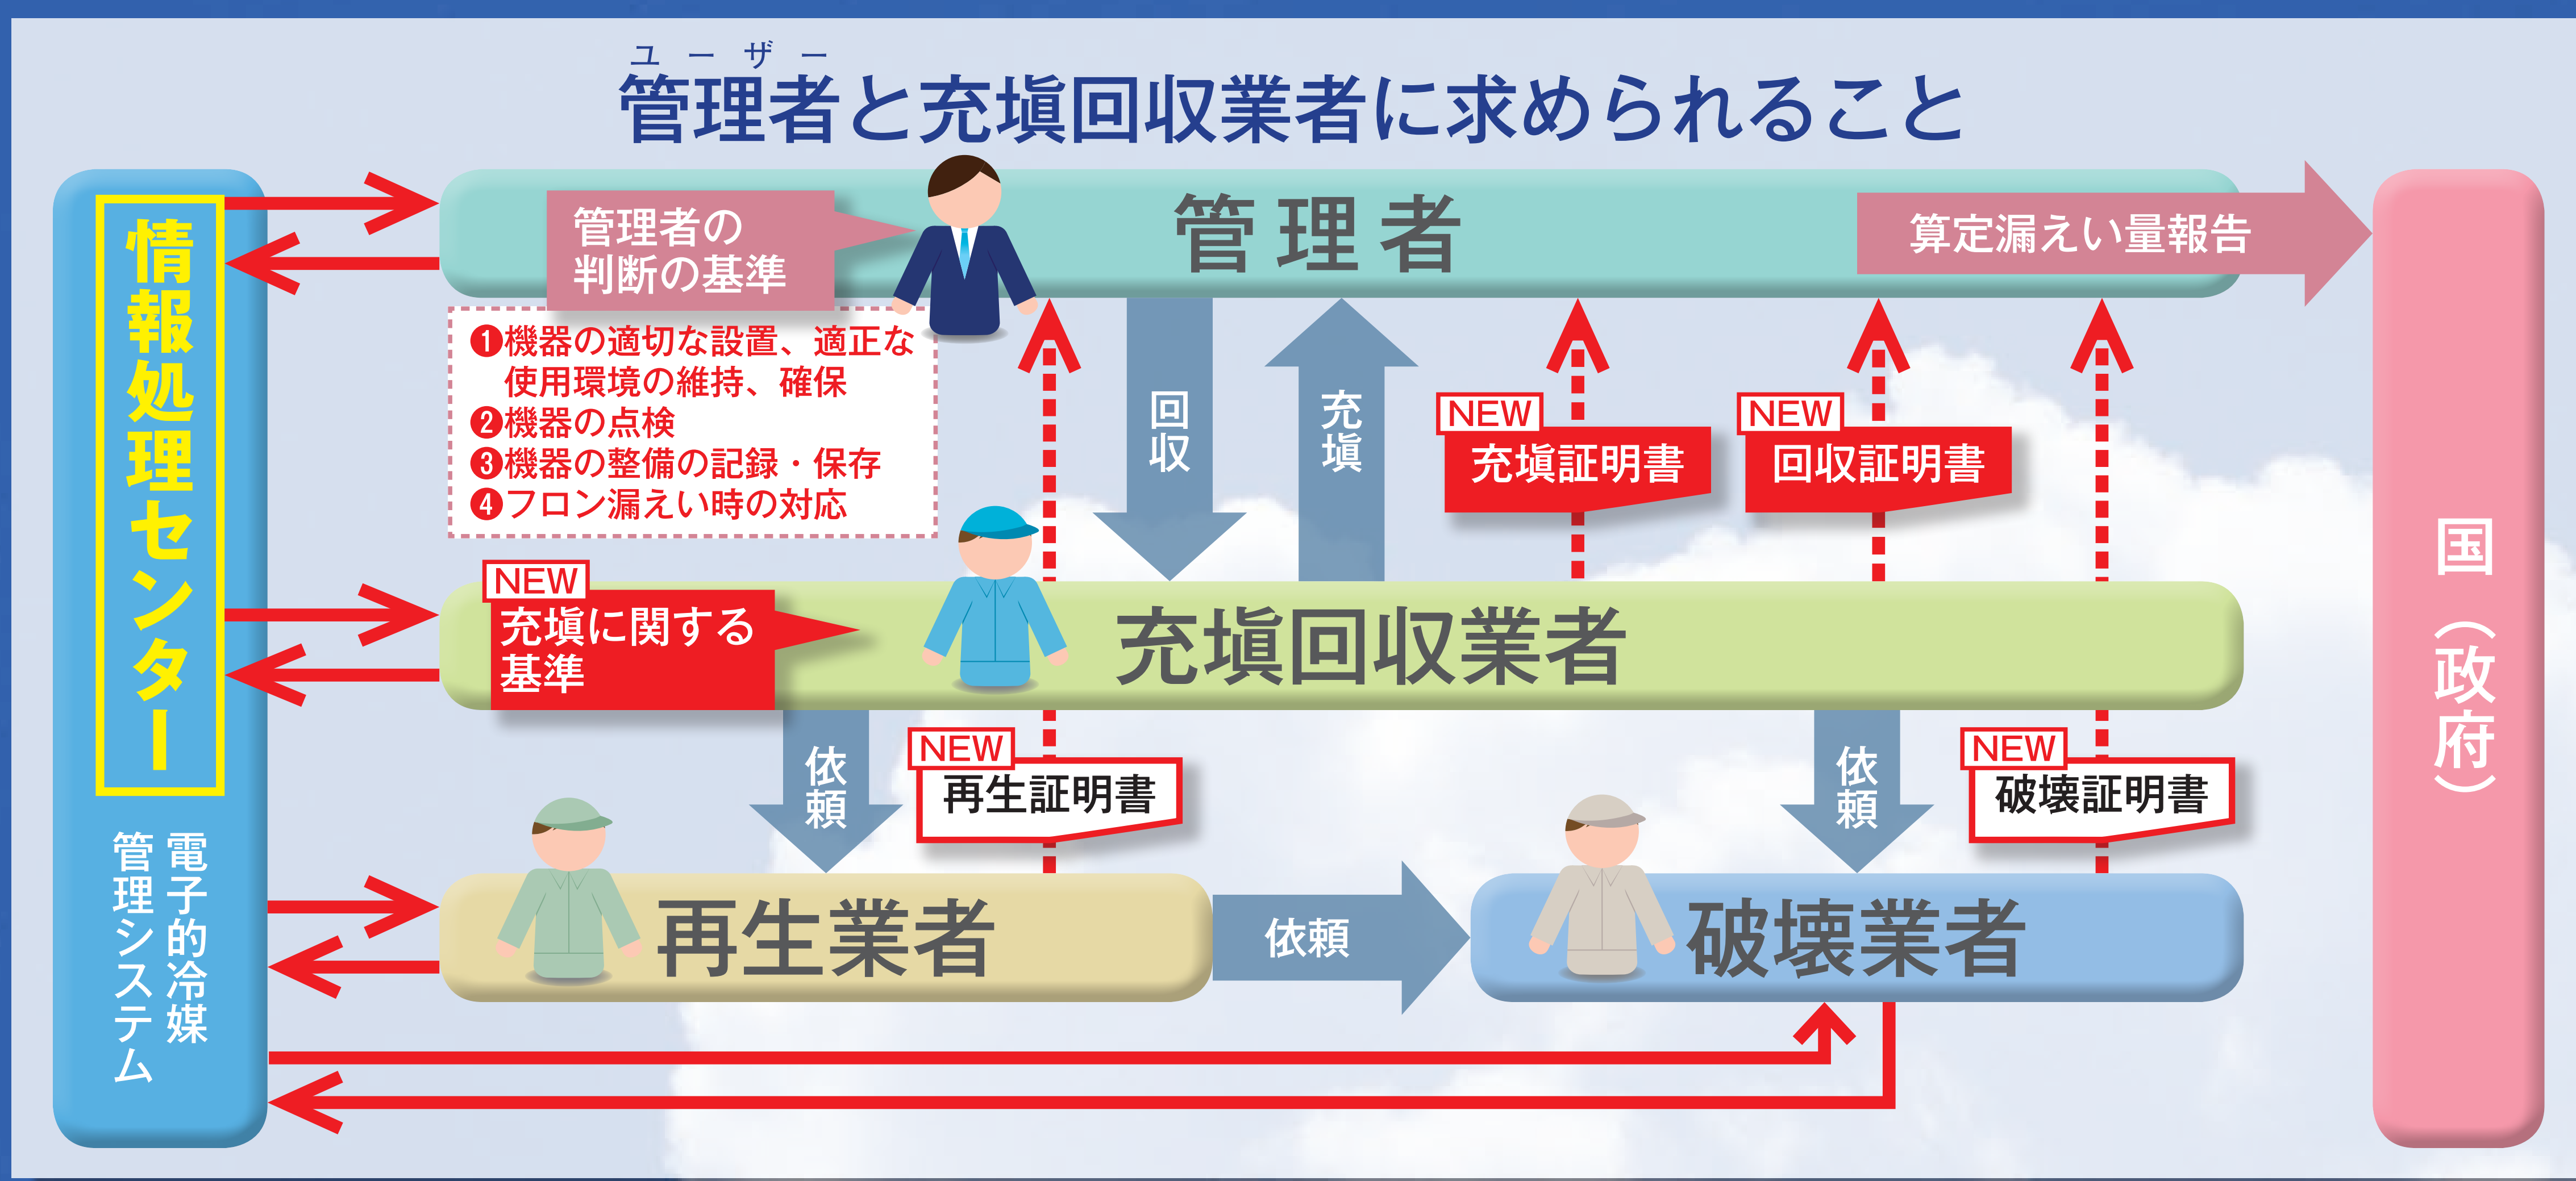 ユーザー
管理者と充塡回収業者に求められること
情報処理センター
電子的冷媒
管理システム
管理者の
判断の基準
管理者
算定漏えい量報告
❶機器の適切な設置、適正な
使用環境の維持、確保
❷機器の点検
❸機器の整備の記録・保存
❹フロン漏えい時の対応
回収
充塡
NEW
充塡証明書
NEW
回収証明書
国（政府）
NEW
充塡に関する
基準
充塡回収業者
依頼
NEW
再生証明書
依頼
NEW
破壊証明書
再生業者
依頼
破壊業者